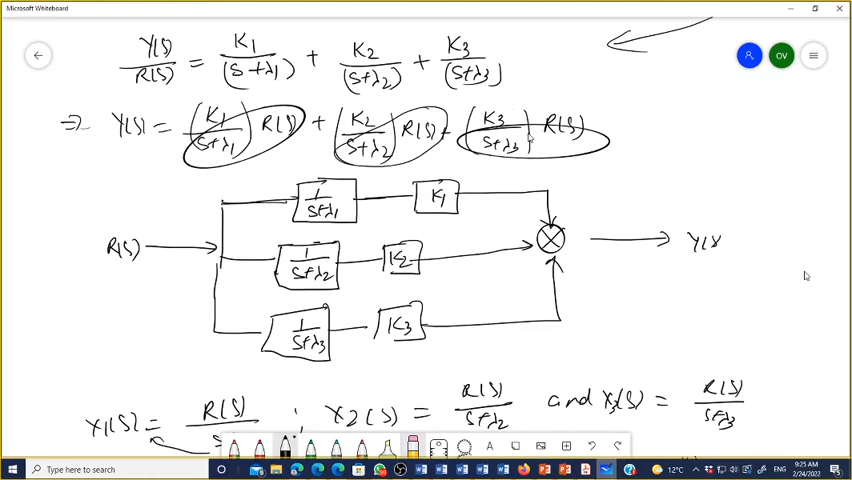 Microsoft Whiteboard
Y(S)/R(S) = K1/(S+λ1) + K2/(S+λ2) + K3/(S+λ3)
OV
⇒ Y(S) = (K1/S+λ1) R(S) + (K2/S+λ2) R(S) + (K3/S+λ3) R(S)
1/S+λ1 K1
R(S) 1/S+λ2 K2 Y(S
1/S+λ3 K3
X1(S) = R(S)/S ; X2(S) = R(S)/S+λ2 and X3(S) = R(S)/S+λ3
Type here to search
12°C
ENG
9:25 AM
2/24/2022